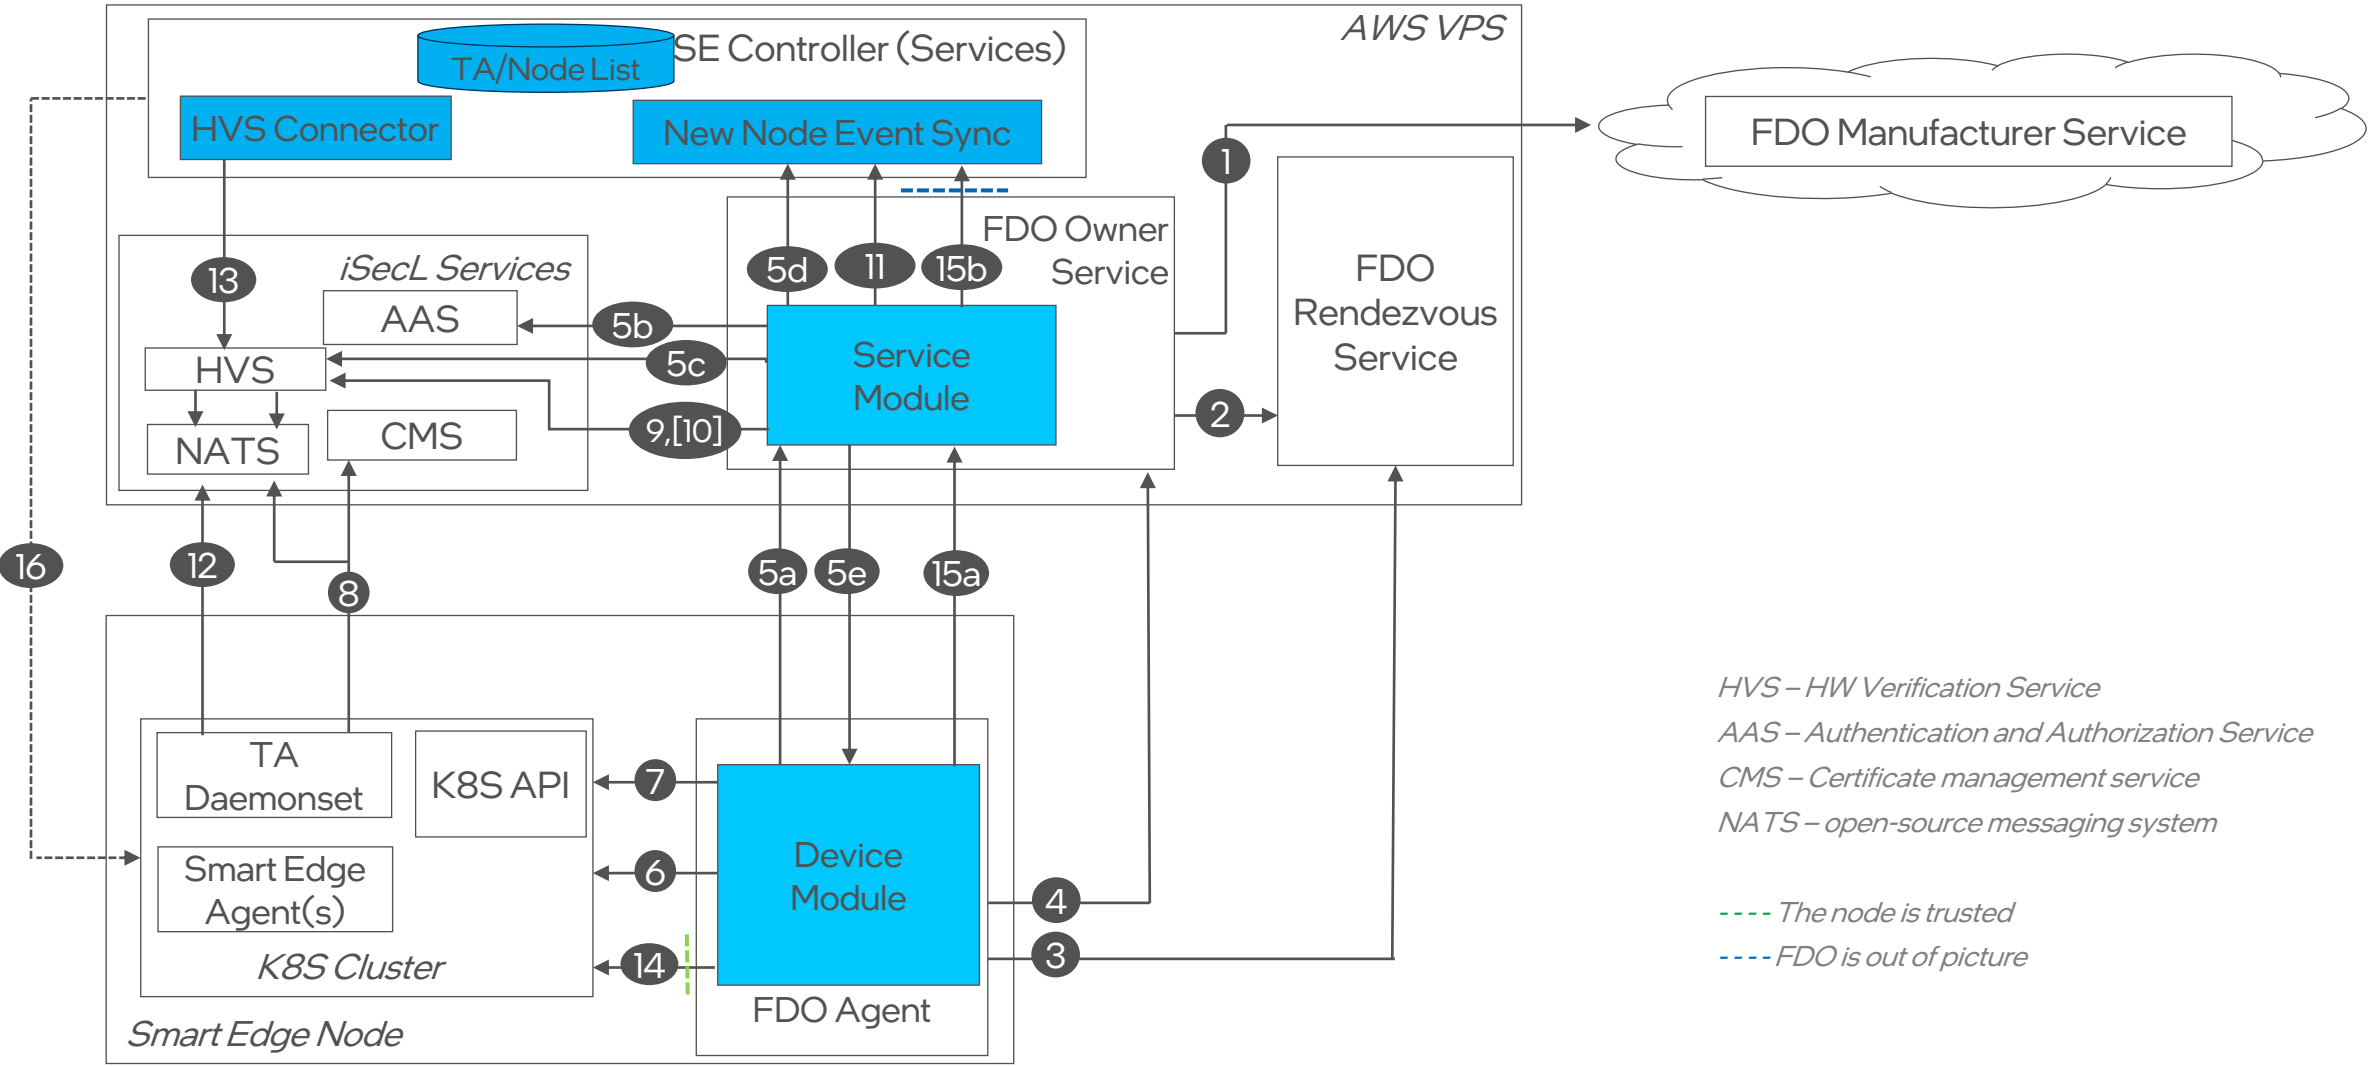 AWS VPS
SE Controller (Services)
TA/Node List
HVS Connector
New Node Event Sync
FDO Manufacturer Service
1
FDO Owner
Service
5d
11
15b
13
iSecL Services
AAS
5b
FDO
Rendezvous
Service
HVS
5c
Service
Module
2
9,[10]
NATS
CMS
16
12
8
5a
5e
15a
TA
Daemonset
K8S API
7
Smart Edge
Agent(s)
6
Device
Module
4
K8S Cluster
14
3
FDO Agent
Smart Edge Node
HVS – HW Verification Service
AAS – Authentication and Authorization Service
CMS – Certificate management service
NATS – open-source messaging system
---- The node is trusted
---- FDO is out of picture